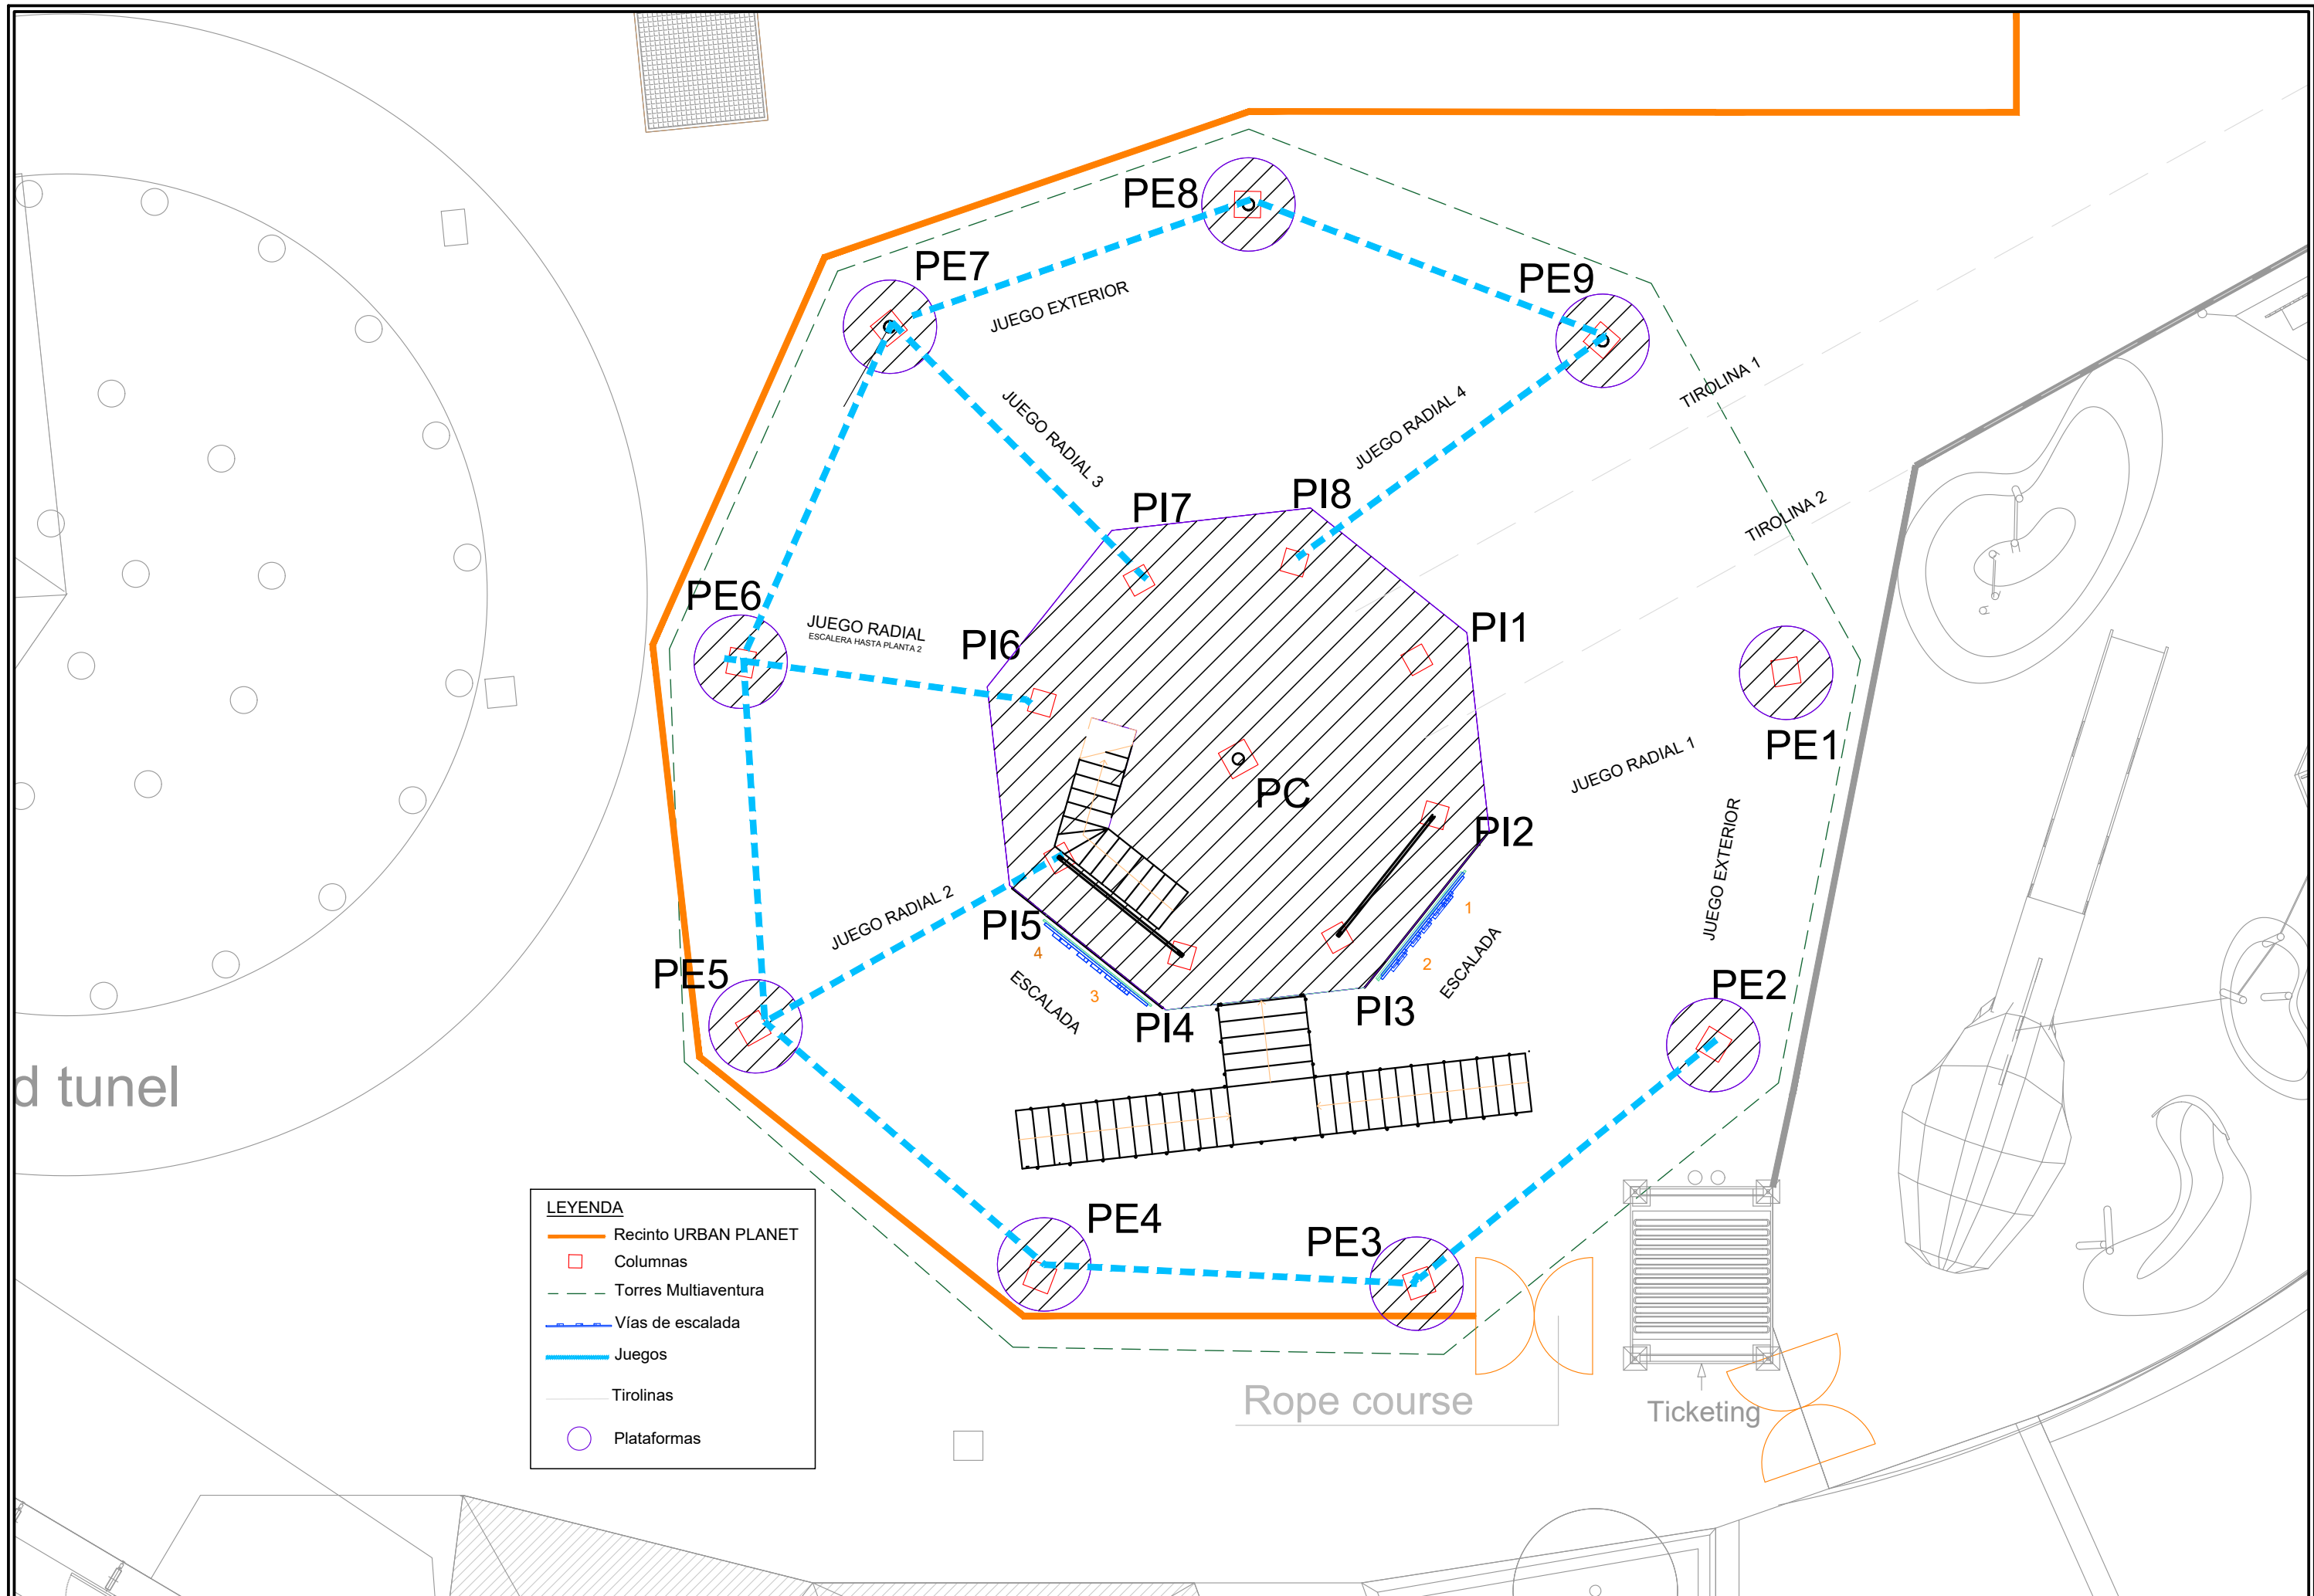 PE8
PE7
PE9
JUEGO EXTERIOR
TIROLINA 1
JUEGO RADIAL 3
JUEGO RADIAL 4
PI7
PI8
TIROLINA 2
PE6
JUEGO RADIAL
ESCALERA HASTA PLANTA 2
PI6
PI1
PE1
JUEGO RADIAL 1
PC
PI2
JUEGO EXTERIOR
JUEGO RADIAL 2
PI5
1
4
2
3
ESCALADA
ESCALADA
PE5
PI4
PI3
PE2
d tunel
PE4
PE3
LEYENDA
Recinto URBAN PLANET
Columnas
Torres Multiaventura
Vías de escalada
Juegos
Tirolinas
Plataformas
Rope course
Ticketing